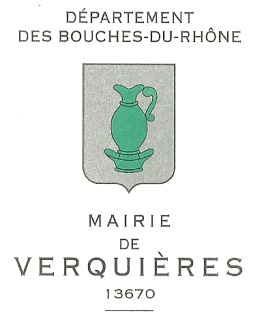 DÉPARTEMENT
DES BOUCHES-DU-RHÔNE
MAIRIE
DE
VERQUIÈRES
13670